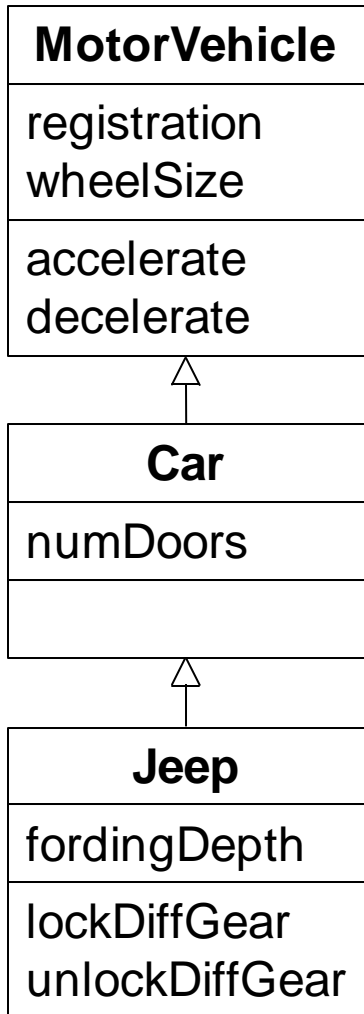 MotorVehicle
registration
wheelSize
accelerate
decelerate
Car
numDoors
Jeep
fordingDepth
lockDiffGear
unlockDiffGear